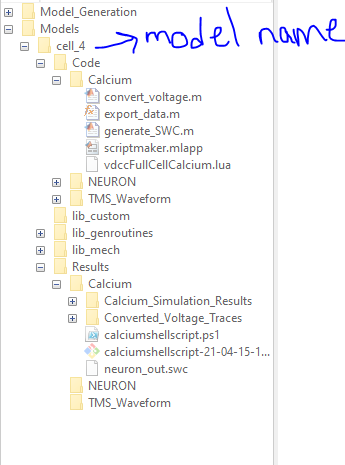 Model_Generation
Models
cell_4 model name
Code
Calcium
convert_voltage.m
export_data.m
generate_SWC.m
scriptmaker.mlapp
vdccFullCellCalcium.lua
NEURON
TMS_Waveform
lib_custom
lib_genroutines
lib_mech
Results
Calcium
Calcium_Simulation_Results
Converted_Voltage_Traces
calciumshellscript.ps1
calciumshellscript-21-04-15-1...
neuron_out.swc
NEURON
TMS_Waveform